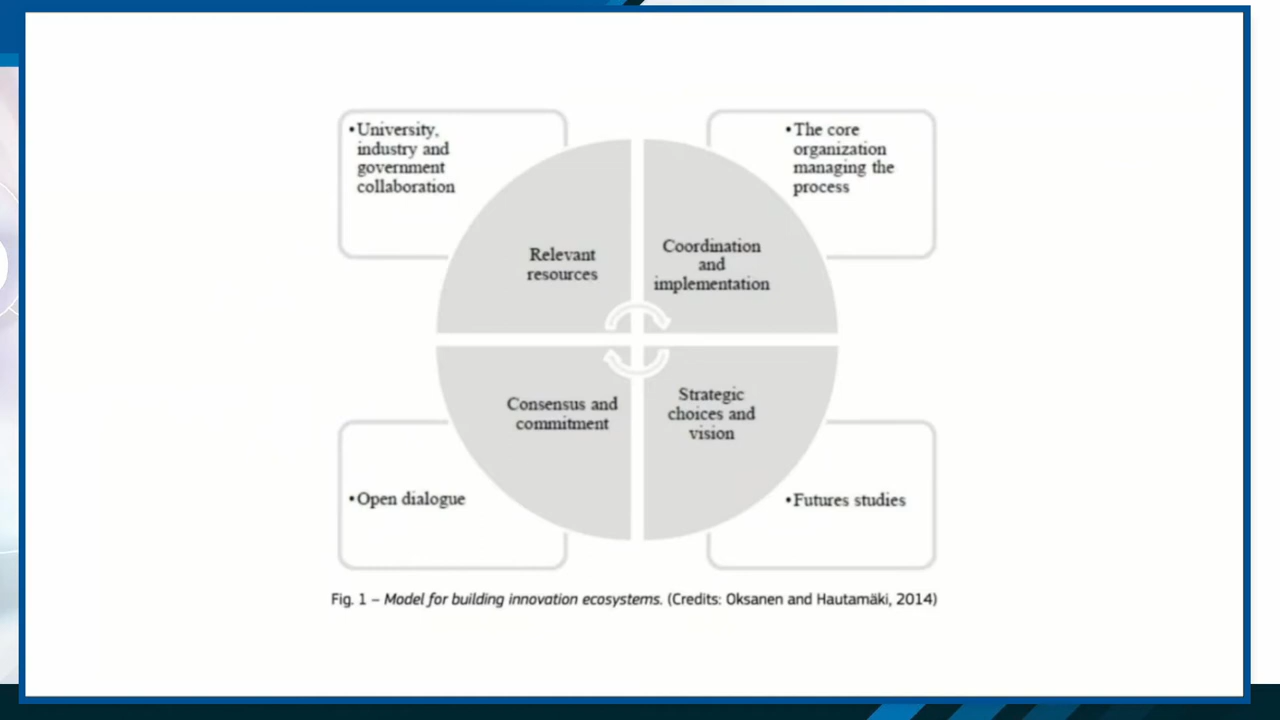 •University,
industry and
government
collaboration
•The core
organization
managing the
process
Relevant
resources
Coordination
and
implementation
Consensus and
commitment
Strategic
choices and
vision
•Open dialogue
•Futures studies
Fig. 1 – Model for building innovation ecosystems. (Credits: Oksanen and Hautamäki, 2014)